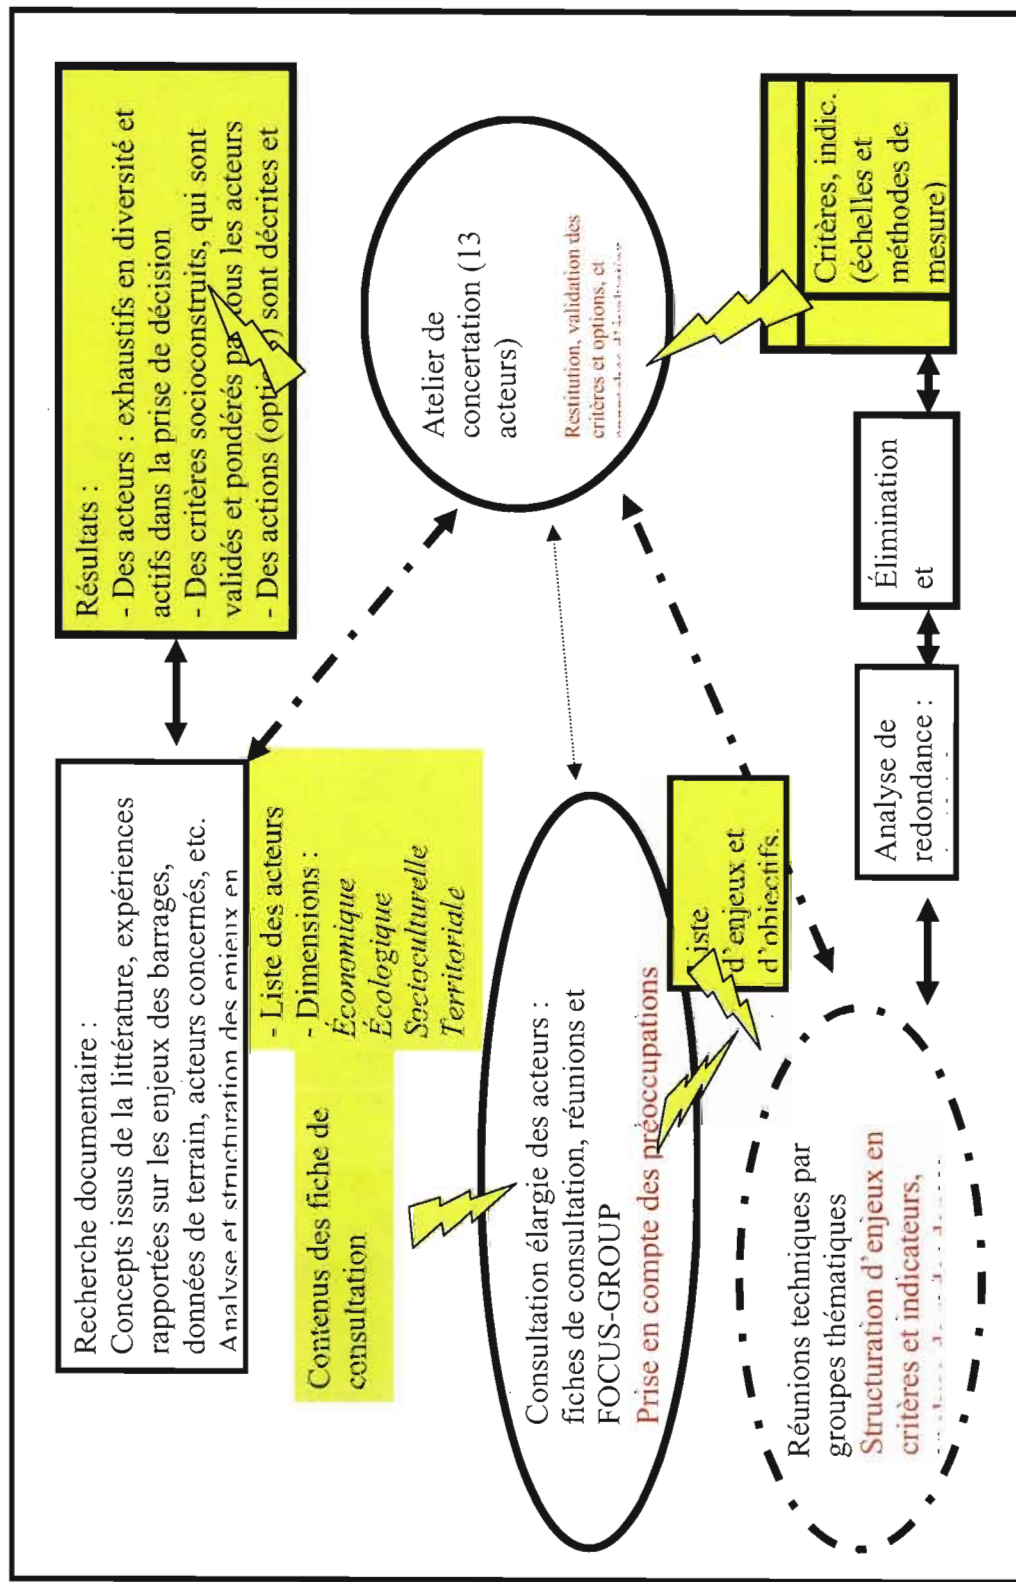 Recherche documentaire :
Concepts issus de la littérature, expériences
rapportées sur les enjeux des barrages,
données de terrain, acteurs concernés, etc.
Analyse et structuration des enjeux en
Résultats :
- Des acteurs : exhaustifs en diversité et
actifs dans la prise de décision
- Des critères socioconstruits, qui sont
validés et pondérés tous les acteurs
- Des actions sont décrites et
- Liste des acteurs
- Dimensions :
Économique
Écologique
Socioculturelle
Territoriale
Contenus des fiche de
consultation
Consultation élargie des acteurs :
fiches de consultation, réunions et
FOCUS-GROUP
Prise en compte des préoccupations
Atelier de
concertation (13
acteurs)
Restitution, validation des
critères et options, et
d'enjeux et
d'objectifs.
Réunions techniques par
groupes thématiques
Structuration d'enjeux en
critères et indicateurs,
Analyse de
redondance :
Élimination
et
Critères, indic.
(échelles et
méthodes de
mesure)